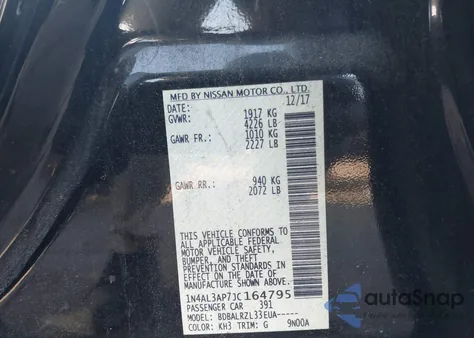 MFD BY NISSAN MOTOR CO., LTD.
DATE: 12/17
GVWR: 1917 KG
4226 LB
GAWR FR.: 1010 KG
2227 LB
GAWR RR.: 940 KG
2072 LB
THIS VEHICLE CONFORMS TO
ALL APPLICABLE FEDERAL
MOTOR VEHICLE SAFETY,
BUMPER, AND THEFT
PREVENTION STANDARDS IN
EFFECT ON THE DATE OF
MANUFACTURE SHOWN ABOVE.
1N4AL3AP7JC164795
PASSENGER CAR 391
MODEL: BDBALRZL33EUA-----
COLOR: KH3 TRIM: G 9N00A
autoSnap